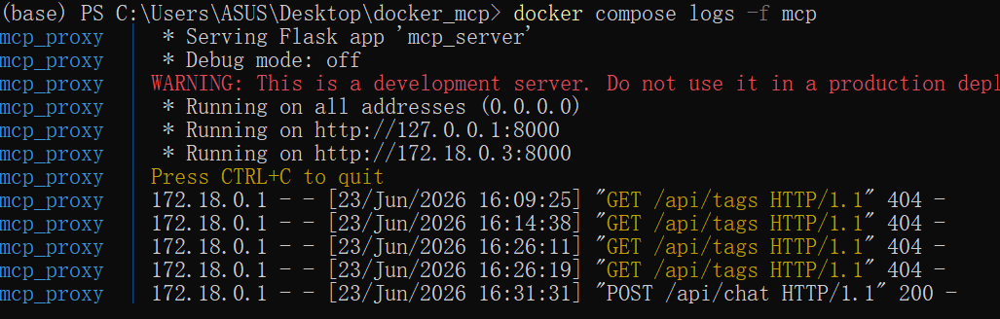 (base) PS C:\Users\ASUS\Desktop\docker_mcp> docker compose logs -f mcp
mcp_proxy | * Serving Flask app 'mcp_server'
mcp_proxy | * Debug mode: off
mcp_proxy | WARNING: This is a development server. Do not use it in a production depl
mcp_proxy | * Running on all addresses (0.0.0.0)
mcp_proxy | * Running on http://127.0.0.1:8000
mcp_proxy | * Running on http://172.18.0.3:8000
mcp_proxy | Press CTRL+C to quit
mcp_proxy | 172.18.0.1 - - [23/Jun/2026 16:09:25] "GET /api/tags HTTP/1.1" 404 -
mcp_proxy | 172.18.0.1 - - [23/Jun/2026 16:14:38] "GET /api/tags HTTP/1.1" 404 -
mcp_proxy | 172.18.0.1 - - [23/Jun/2026 16:26:11] "GET /api/tags HTTP/1.1" 404 -
mcp_proxy | 172.18.0.1 - - [23/Jun/2026 16:26:19] "GET /api/tags HTTP/1.1" 404 -
mcp_proxy | 172.18.0.1 - - [23/Jun/2026 16:31:31] "POST /api/chat HTTP/1.1" 200 -